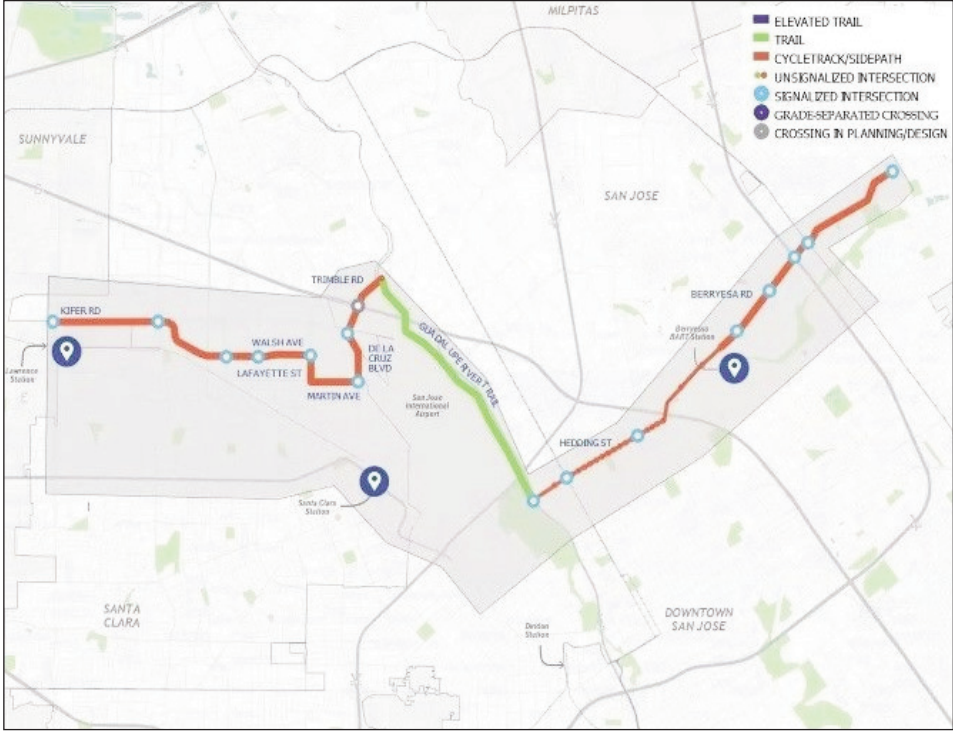 MILPITAS
ELEVATED TRAIL
TRAIL
CYCLETRACK/SIDEPATH
UNSIGNALIZED INTERSECTION
SIGNALIZED INTERSECTION
GRADE-SEPARATED CROSSING
CROSSING IN PLANNING/DESIGN
SUNNYVALE
SAN JOSE
TRIMBLE RD
BERRYESA RD
KIFER RD
Berryessa
BART Station
WALSH AVE
DE LA
CRUZ
BLVD
GUADALUPE RIVERT RAIL
Lawrence
Station
LAFAYETTE ST
MARTIN AVE
San Jose
International
Airport
HEDDING ST
Santa Clara
Station
SANTA
CLARA
DOWNTOWN
SAN JOSE
Diridon
Station